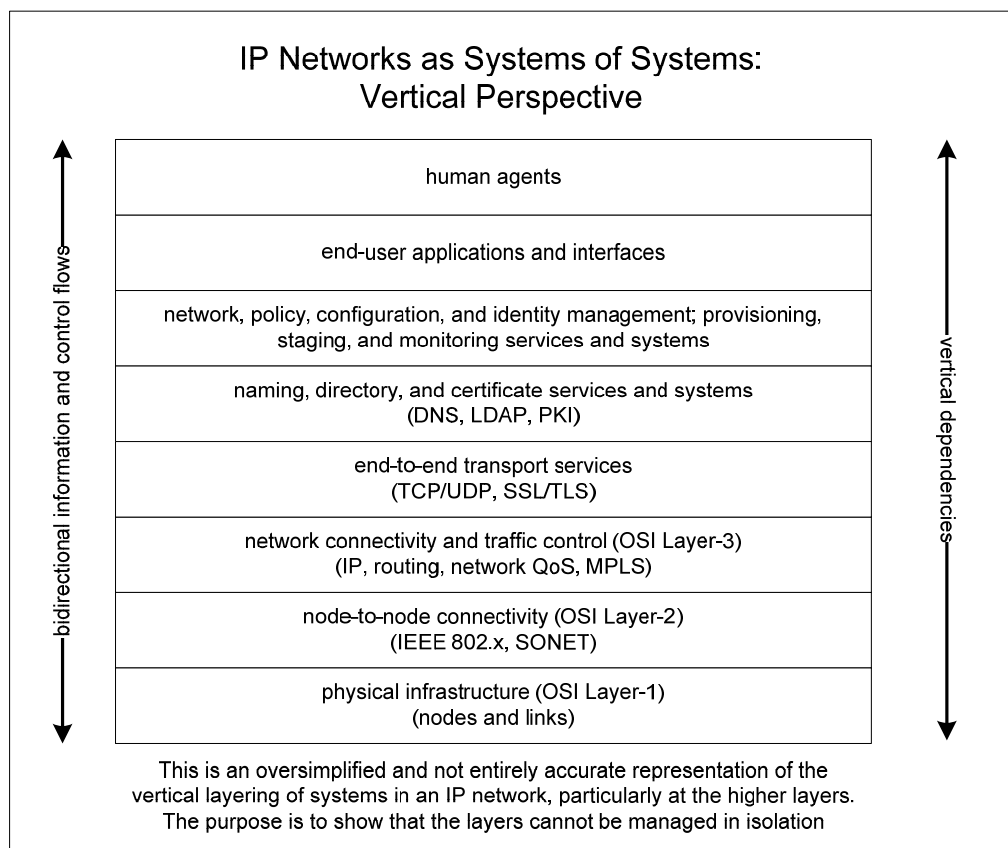 IP Networks as Systems of Systems:
Vertical Perspective
bidirectional information and control flows
human agents
end-user applications and interfaces
network, policy, configuration, and identity management; provisioning,
staging, and monitoring services and systems
naming, directory, and certificate services and systems
(DNS, LDAP, PKI)
end-to-end transport services
(TCP/UDP, SSL/TLS)
network connectivity and traffic control (OSI Layer-3)
(IP, routing, network QoS, MPLS)
node-to-node connectivity (OSI Layer-2)
(IEEE 802.x, SONET)
physical infrastructure (OSI Layer-1)
(nodes and links)
vertical dependencies
This is an oversimplified and not entirely accurate representation of the
vertical layering of systems in an IP network, particularly at the higher layers.
The purpose is to show that the layers cannot be managed in isolation